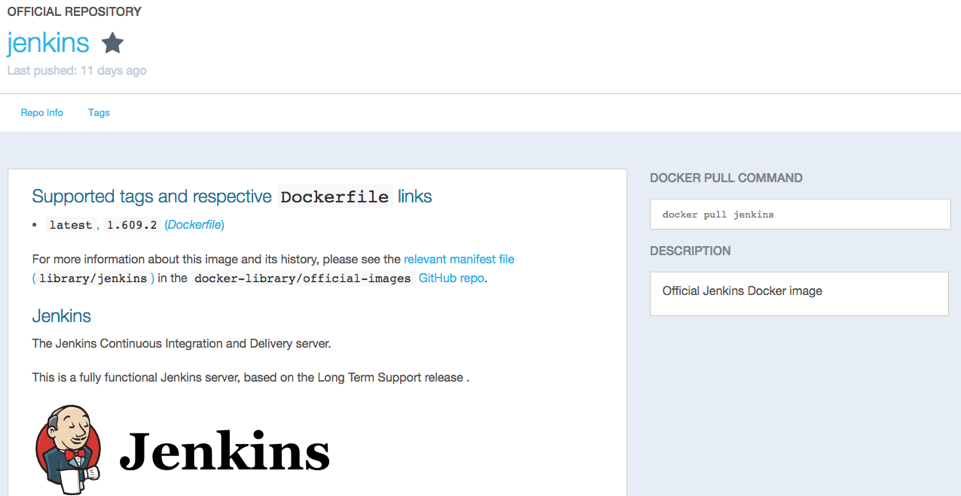 OFFICIAL REPOSITORY
jenkins
Last pushed: 11 days ago
Repo Info Tags
Supported tags and respective Dockerfile links
• latest, 1.609.2 (Dockerfile)
For more information about this image and its history, please see the relevant manifest file
(library/jenkins) in the docker-library/official-images GitHub repo.
Jenkins
The Jenkins Continuous Integration and Delivery server.
This is a fully functional Jenkins server, based on the Long Term Support release .
Jenkins
DOCKER PULL COMMAND
docker pull jenkins
DESCRIPTION
Official Jenkins Docker image